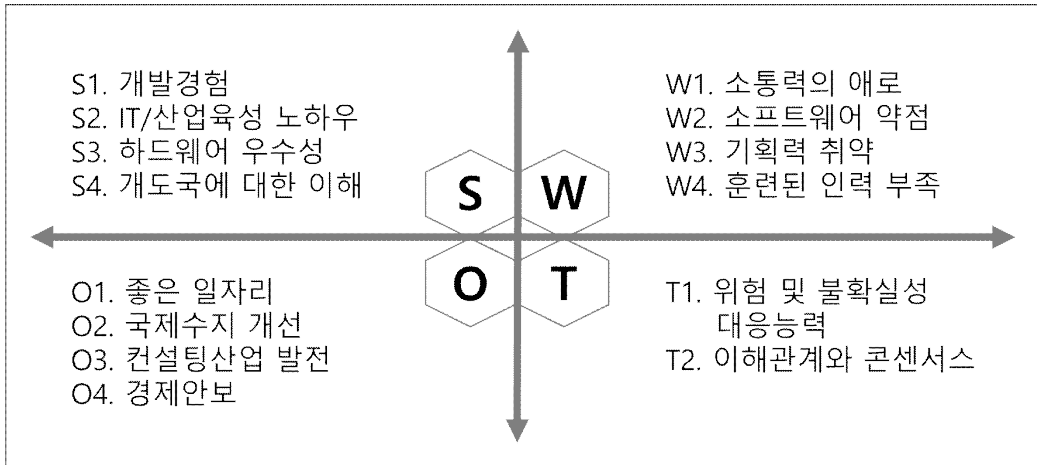 S1. 개발경험
S2. IT/산업육성 노하우
S3. 하드웨어 우수성
S4. 개도국에 대한 이해
W1. 소통력의 애로
W2. 소프트웨어 약점
W3. 기획력 취약
W4. 훈련된 인력 부족
S W
O T
O1. 좋은 일자리
O2. 국제수지 개선
O3. 컨설팅산업 발전
O4. 경제안보
T1. 위험 및 불확실성
대응능력
T2. 이해관계와 콘센서스